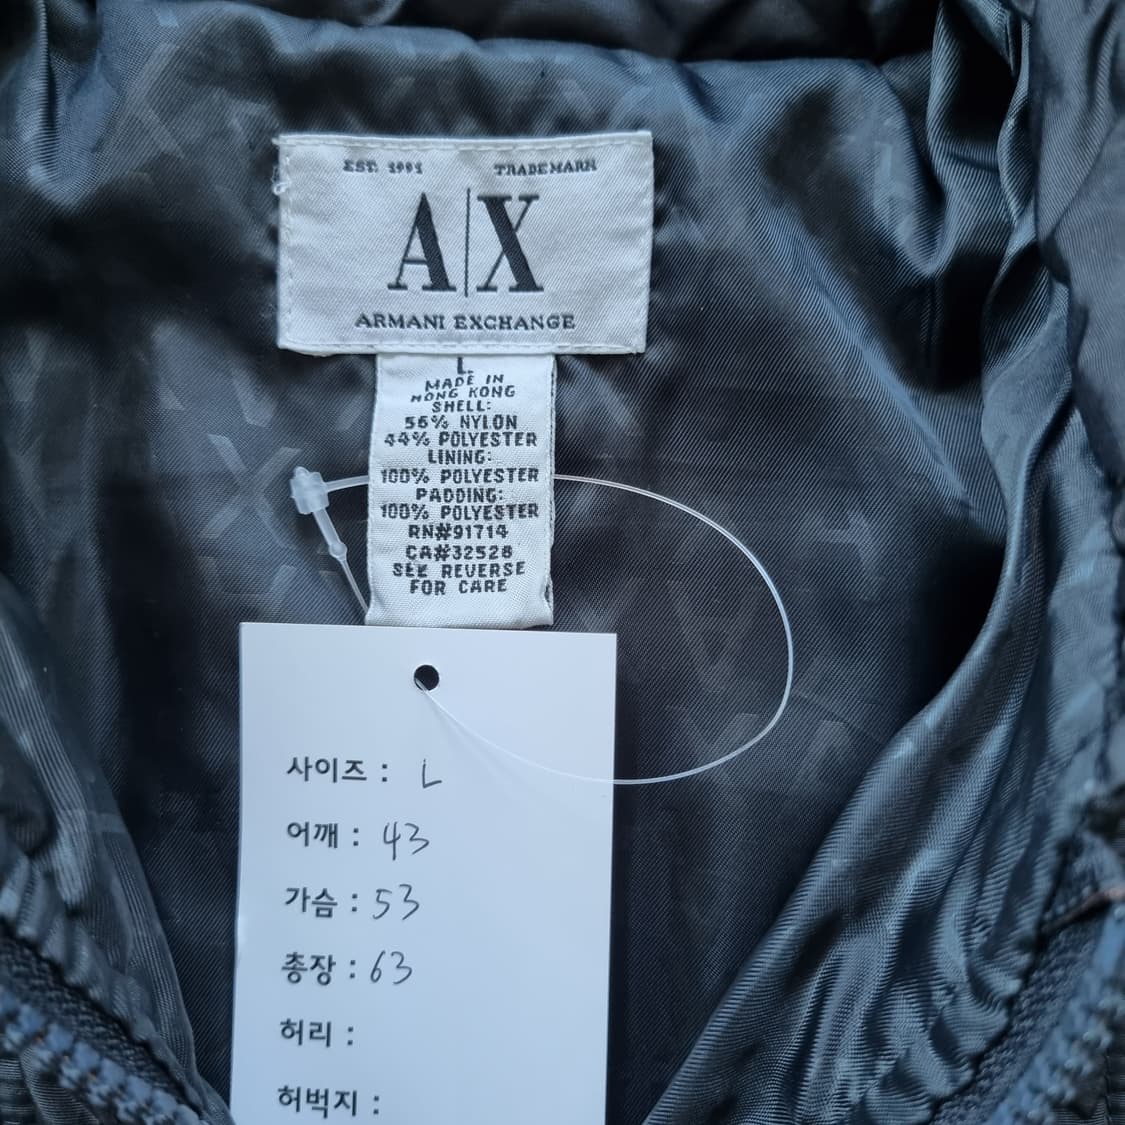 EST. 1991 TRADEMARK
A|X
ARMANI EXCHANGE
L
MADE IN
HONG KONG
SHELL:
56% NYLON
44% POLYESTER
LINING:
100% POLYESTER
PADDING:
100% POLYESTER
RN#91714
CA#32528
SEE REVERSE
FOR CARE
사이즈 : L
어깨 : 43
가슴 : 53
총장 : 63
허리 :
허벅지 :